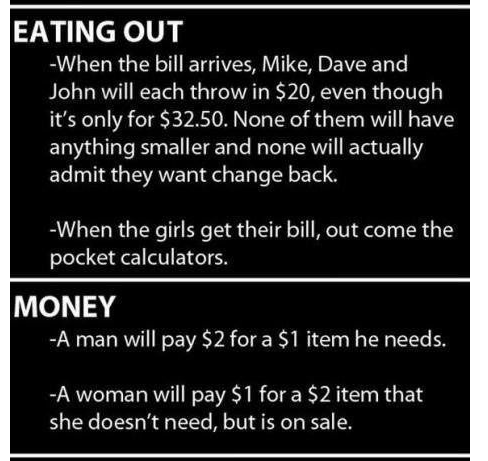 EATING OUT
-When the bill arrives, Mike, Dave and
John will each throw in $20, even though
it's only for $32.50. None of them will have
anything smaller and none will actually
admit they want change back.
-When the girls get their bill, out come the
pocket calculators.
MONEY
-A man will pay $2 for a $1 item he needs.
-A woman will pay $1 for a $2 item that
she doesn't need, but is on sale.